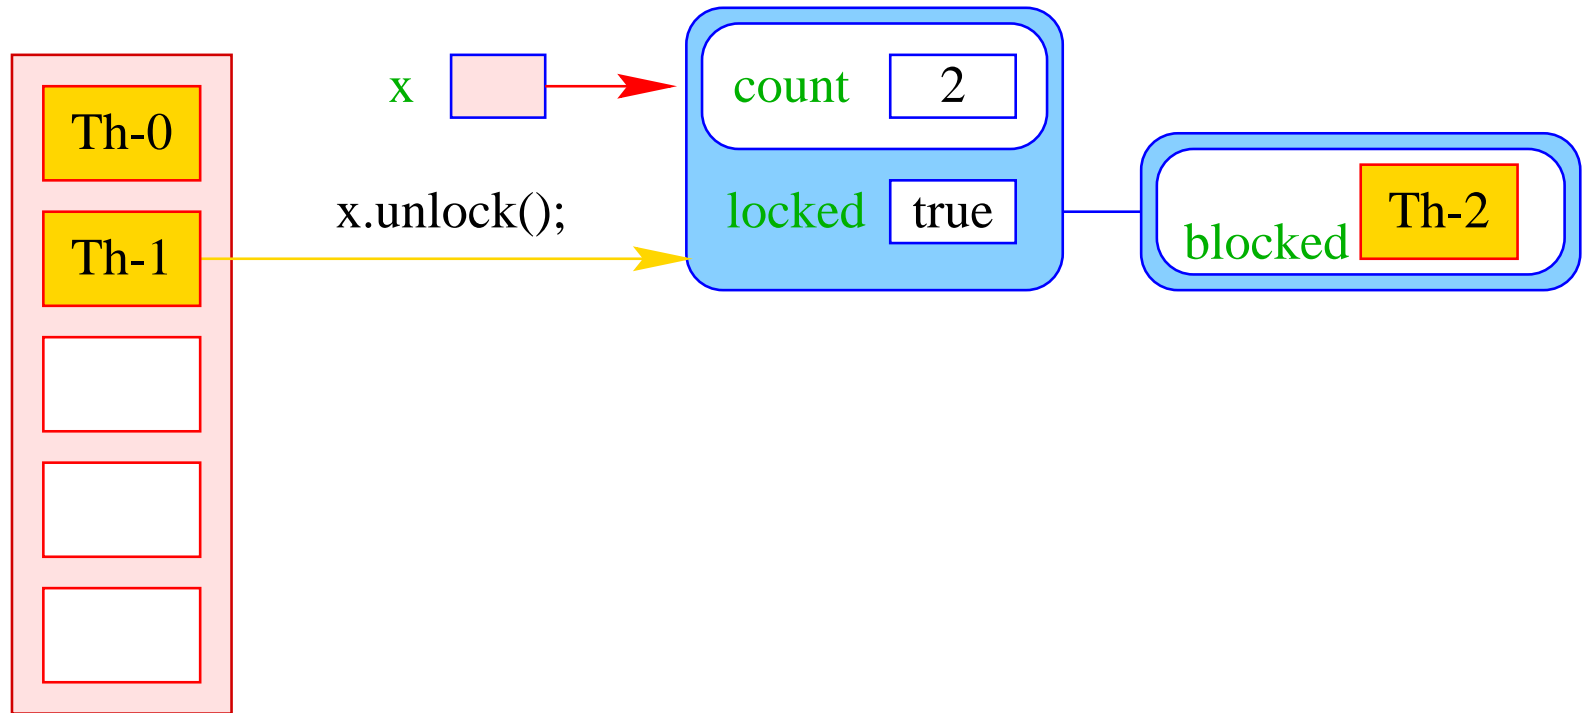 Th-0
Th-1
x
x.unlock();
count 2
locked true
blocked Th-2